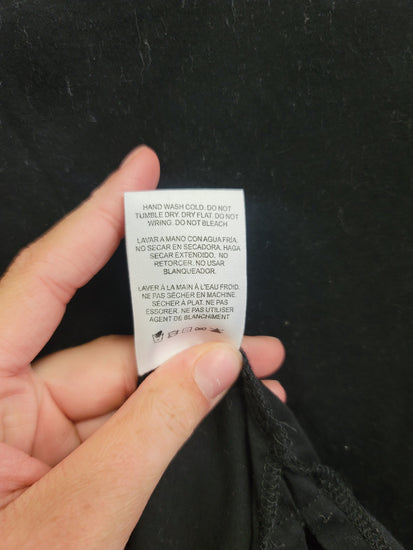 HAND WASH COLD. DO NOT
TUMBLE DRY. DRY FLAT. DO NOT
WRING. DO NOT BLEACH
LAVAR A MANO CON AGUA FRÍA.
NO SECAR EN SECADORA. HAGA
SECAR EXTENDIDO. NO
RETORCER. NO USAR
BLANQUEADOR.
LAVER À LA MAIN À L'EAU FROID.
NE PAS SÉCHER EN MACHINE.
SÉCHER À PLAT. NE PAS
ESSORER. NE PAS UTILISER
AGENT DE BLANCHIMENT